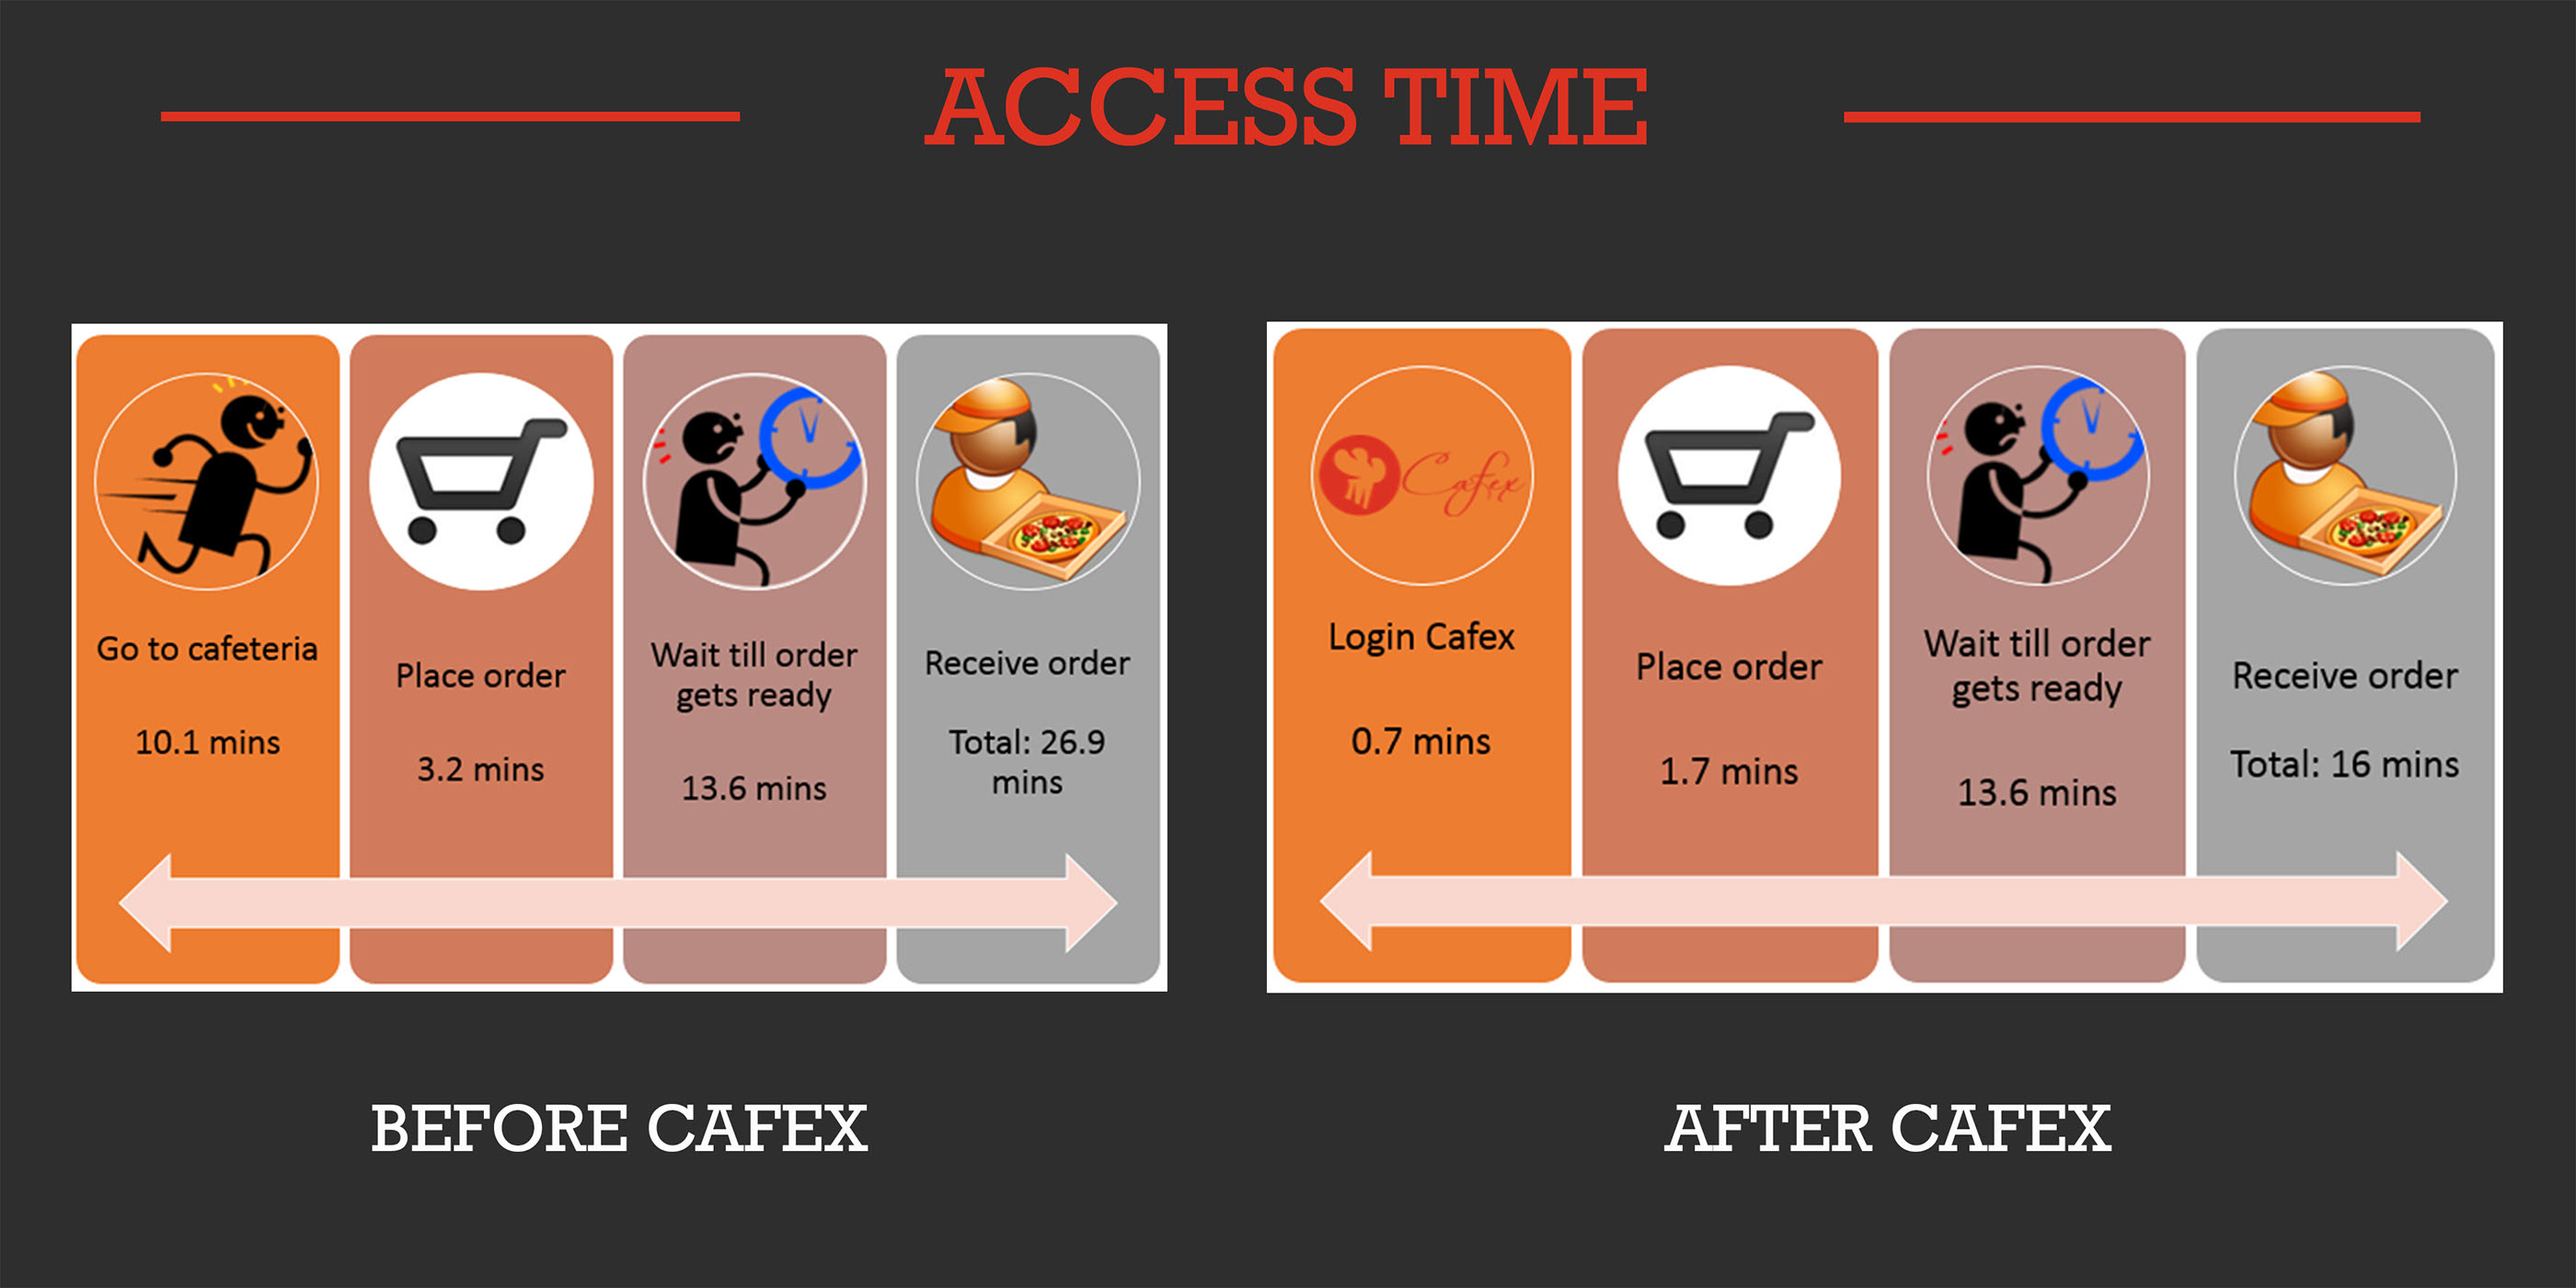 ACCESS TIME
Go to cafeteria
10.1 mins
Place order
3.2 mins
Wait till order
gets ready
13.6 mins
Receive order
Total: 26.9
mins
Cafex
Login Cafex
0.7 mins
Place order
1.7 mins
Wait till order
gets ready
13.6 mins
Receive order
Total: 16 mins
BEFORE CAFEX
AFTER CAFEX